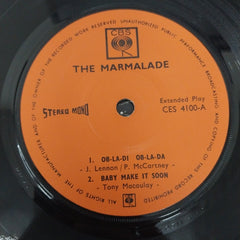 CBS
THE MARMALADE
STEREO MONO
Extended Play
CES 4100-A
1. OB-LA-DI OB-LA-DA
- J. Lennon / P. McCartney -
2. BABY MAKE IT SOON
- Tony Macoulay -
ALL RIGHTS OF THE MANUFACTURER AND OF THE OWNER OF THE RECORDED WORK RESERVED UNAUTHORIZED PUBLIC PERFORMANCE BROADCASTING AND COPYING OF THIS RECORD PROHIBITED